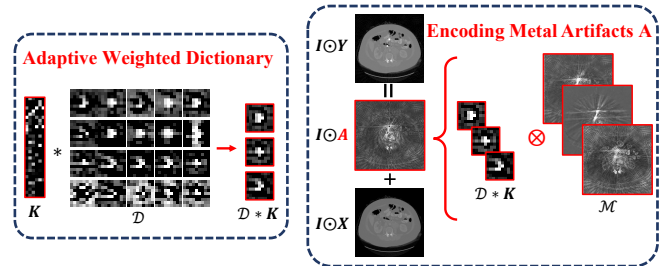 Adaptive Weighted Dictionary
K
*
𝒟
𝒟 * K
Encoding Metal Artifacts A
I⊙Y
=
I⊙A
+
I⊙X
𝒟 * K
⊗
ℳ